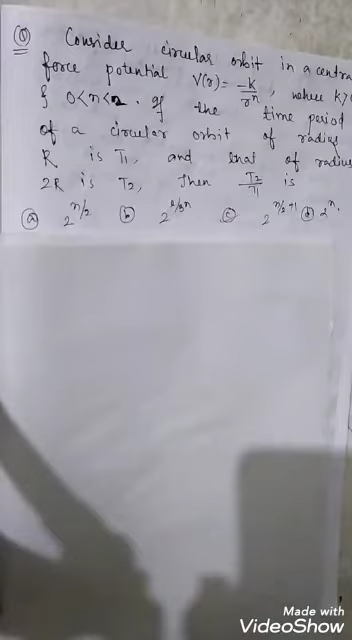 Q Consider circular orbit in a centra
force potential V(r) = -k/r^n, where k>
& 0<n<2. If the time period
of a circular orbit of radius
R is T1, and that of radius
2R is T2, then T2/T1 is
(a) 2^{n/2} (b) 2^{2/3n} (c) 2^{n/2+1} (d) 2^n.
Made with
VideoShow